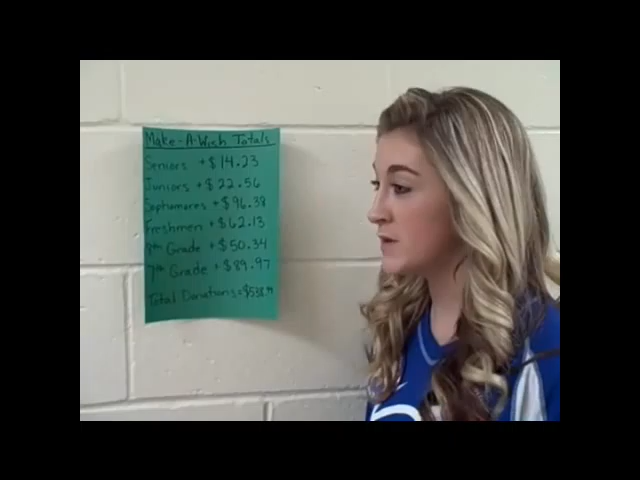 Make-A-Wish Totals
Seniors +$14.23
Juniors +$22.56
Sophomores +$96.38
Freshmen +$62.13
8th Grade +$50.34
7th Grade +$89.97
Total Donations=